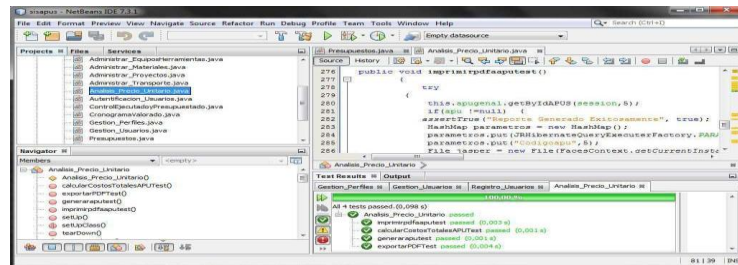 sisapus - NetBeans IDE 7.3.1
File Edit Format Preview View Navigate Source Refactor Run Debug Profile Team Tools Window Help
Search (Ctrl+I)
Empty datasource
Projects Files Services
Administrar_EquiposHerramientas.java
Administrar_Materiales.java
Administrar_Proyectos.java
Administrar_Transporte.java
Analisis_Precio_Unitario.java
Autentificacion_Usuarios.java
ControlEjecutadoyPresupuestado.java
CronogramaValorado.java
Gestion_Perfiles.java
Gestion_Usuarios.java
Presupuestos.java
Navigator
Members <empty>
Analisis_Precio_Unitario
Analisis_Precio_Unitario()
calcularCostosTotalesAPUTest()
exportarPDFTest()
generaraputest()
imprimirpdfaaputest()
setUp()
setUpClass()
tearDown()
Presupuestos.java Analisis_Precio_Unitario.java
Source History
276 public void imprimirpdfaaputest()
277 {
278 try
279 {
280 this.apugenal.getByIdAPUS(session,5);
281 if(apu !=null) {
282 assertTrue("Reporte Generado Exitosamente", true);
283 HashMap parametros = new HashMap();
284 parametros.put(JRHibernateQueryExecuterFactory.PARA
285 parametros.put("Codigoapu",5);
286 File jasper = new File(FacesContext.getCurrentInsta
Analisis_Precio_Unitario
Test Results Output
Gestion_Perfiles Gestion_Usuarios Registro_Usuarios Analisis_Precio_Unitario
100,00 %
All 4 tests passed.(0,098 s)
Analisis_Precio_Unitario passed
imprimirpdfaaputest passed (0,003 s)
calcularCostosTotalesAPUTest passed (0,001 s)
generaraputest passed (0,001 s)
exportarPDFTest passed (0,004 s)
81 | 39 INS